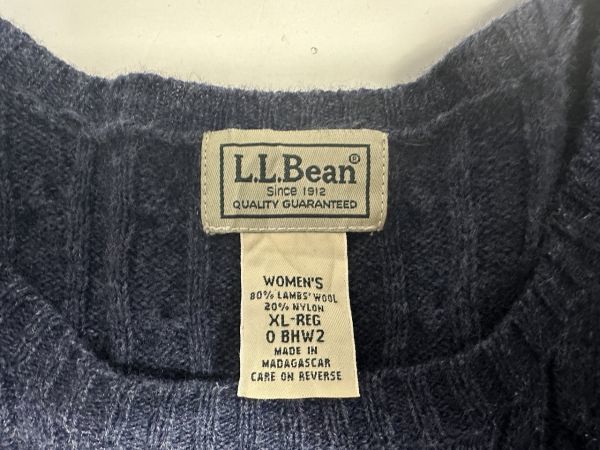 L.L.Bean®
Since 1912
QUALITY GUARANTEED
WOMEN'S
80% LAMBS' WOOL
20% NYLON
XL-REG
0 BHW2
MADE IN
MADAGASCAR
CARE ON REVERSE